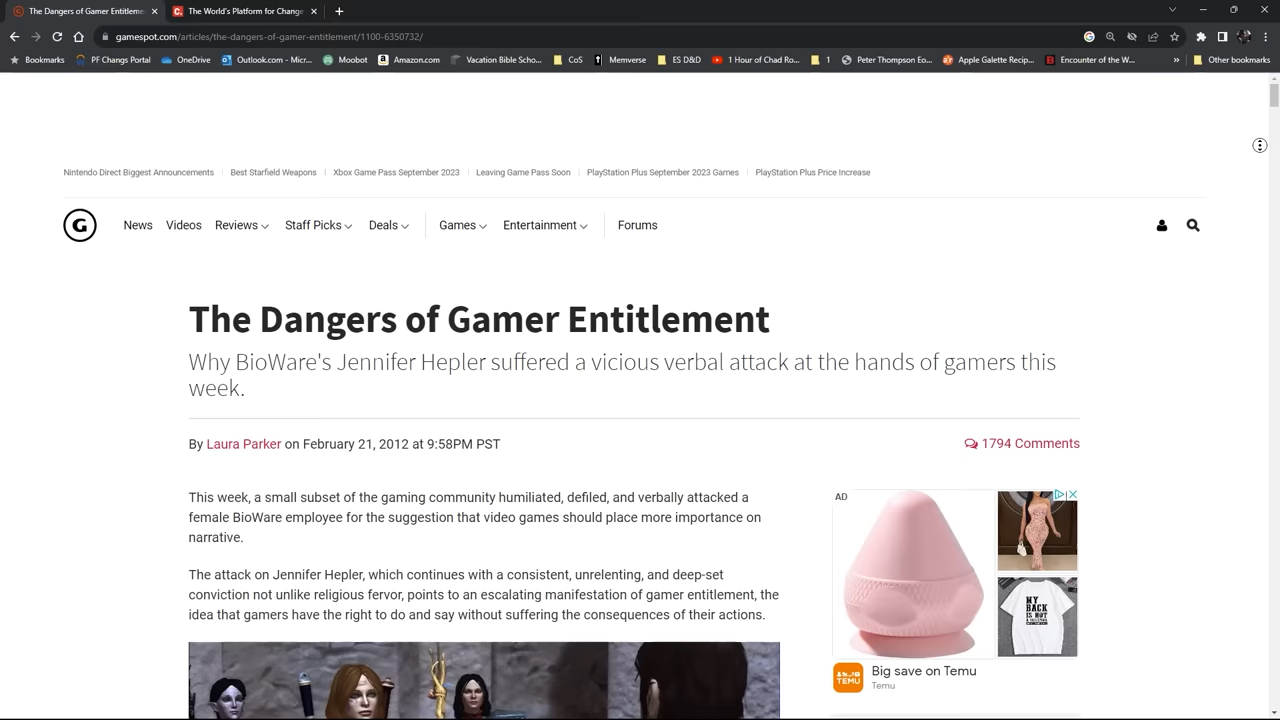 The Dangers of Gamer Entitlemen
The World's Platform for Change
gamespot.com/articles/the-dangers-of-gamer-entitlement/1100-6350732/
Bookmarks
PF Changs Portal
OneDrive
Outlook.com - Micr...
Moobot
Amazon.com
Vacation Bible Scho...
CoS
Memverse
ES D&D
1 Hour of Chad Ro...
1
Peter Thompson Eo...
Apple Galette Recip...
Encounter of the W...
»
Other bookmarks
Nintendo Direct Biggest Announcements
Best Starfield Weapons
Xbox Game Pass September 2023
Leaving Game Pass Soon
PlayStation Plus September 2023 Games
PlayStation Plus Price Increase
G
News
Videos
Reviews
Staff Picks
Deals
Games
Entertainment
Forums
The Dangers of Gamer Entitlement
Why BioWare's Jennifer Hepler suffered a vicious verbal attack at the hands of gamers this
week.
By Laura Parker on February 21, 2012 at 9:58PM PST
1794 Comments
This week, a small subset of the gaming community humiliated, defiled, and verbally attacked a
female BioWare employee for the suggestion that video games should place more importance on
narrative.
The attack on Jennifer Hepler, which continues with a consistent, unrelenting, and deep-set
conviction not unlike religious fervor, points to an escalating manifestation of gamer entitlement, the
idea that gamers have the right to do and say without suffering the consequences of their actions.
AD
MY
BACK
IS NOT
Big save on Temu
TEMU
Temu